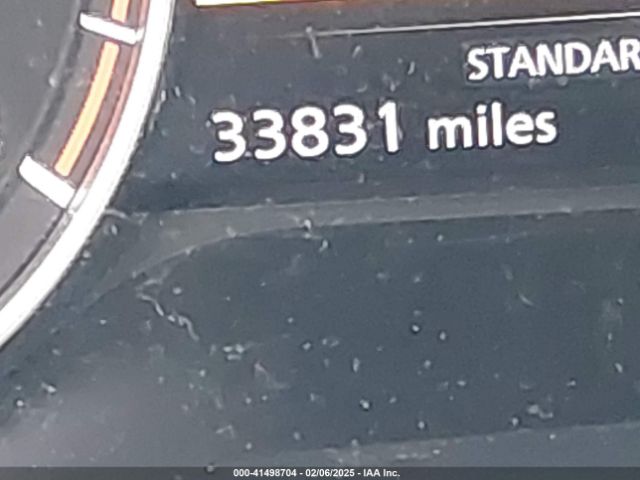 STANDAR
33831 miles
000-41498704 - 02/06/2025 - IAA Inc.